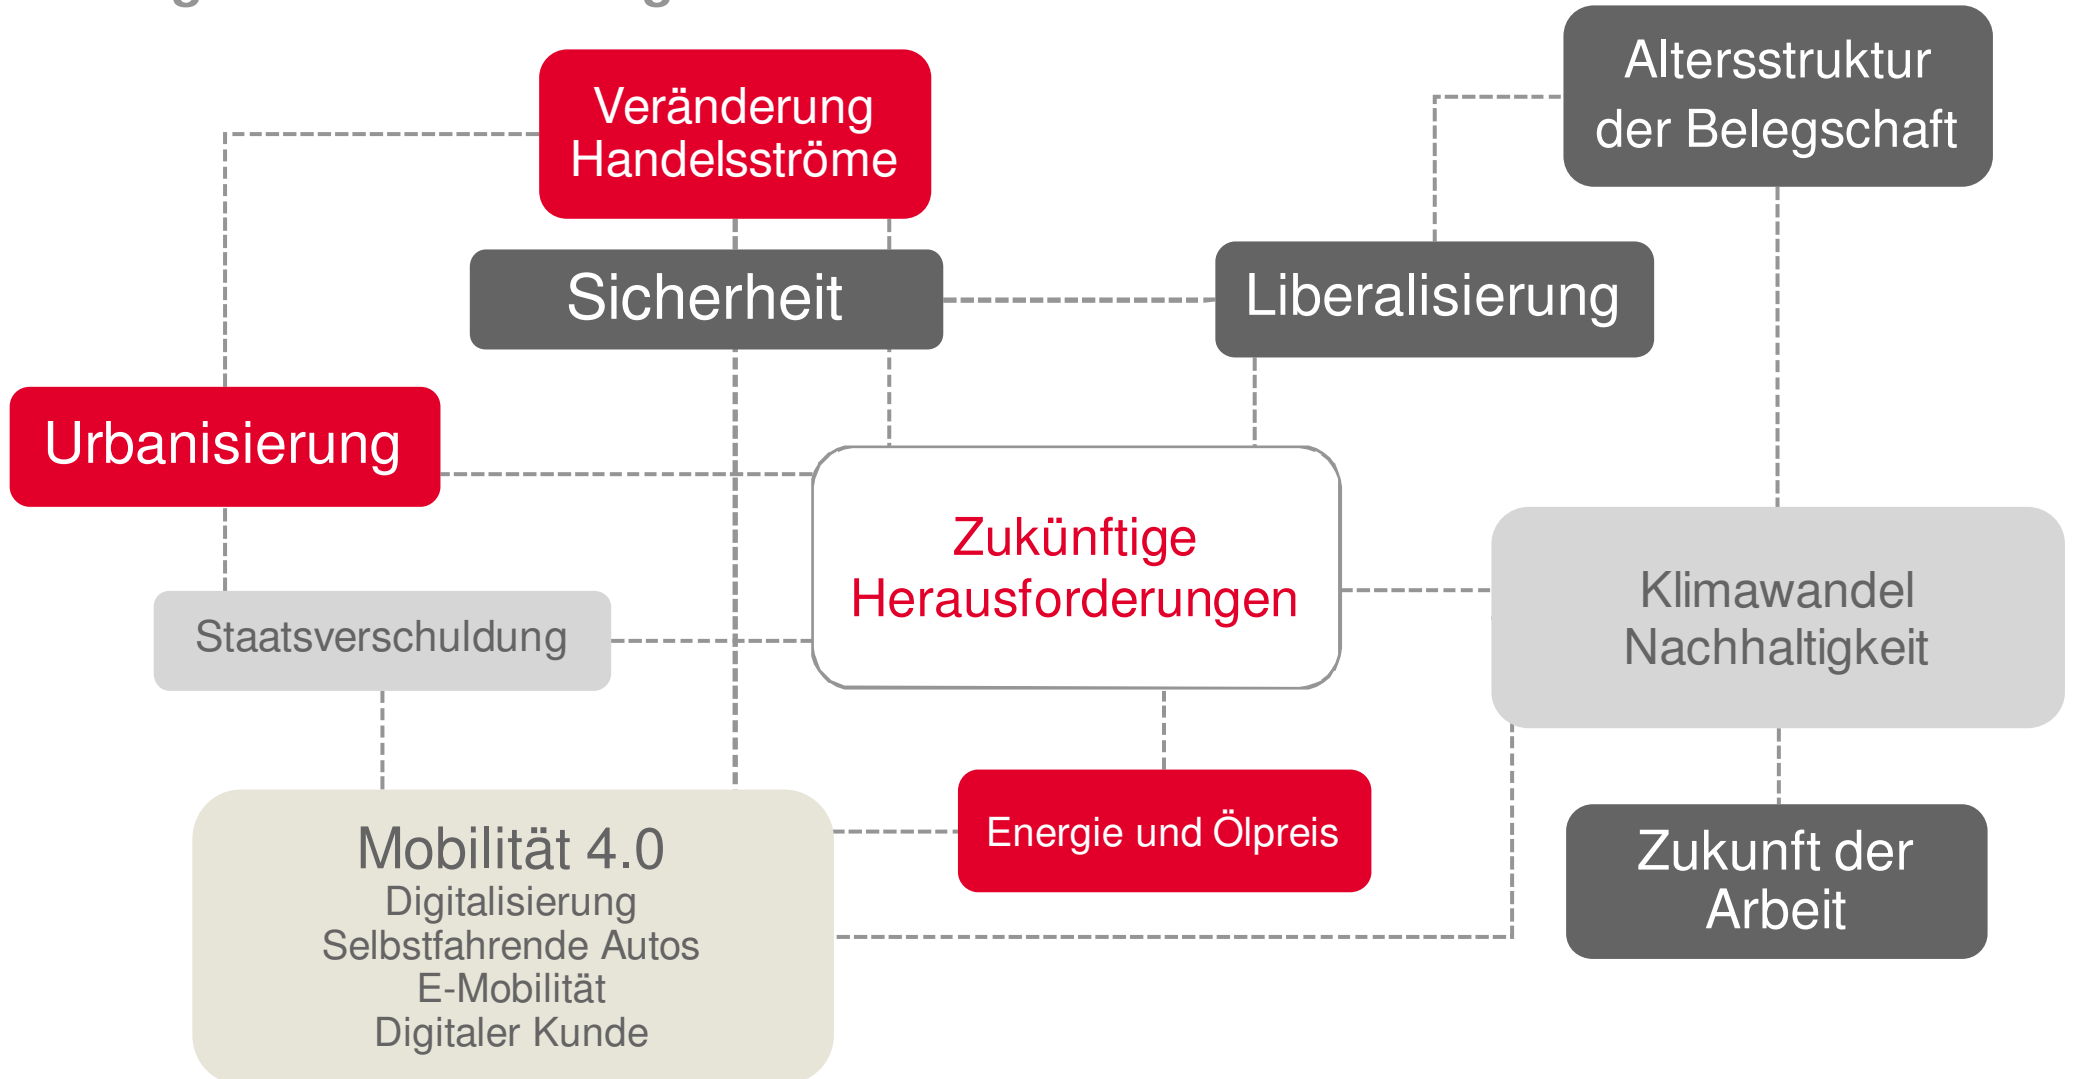 Veränderung
Handelsströme
Altersstruktur
der Belegschaft
Sicherheit
Liberalisierung
Urbanisierung
Zukünftige
Herausforderungen
Klimawandel
Nachhaltigkeit
Staatsverschuldung
Energie und Ölpreis
Mobilität 4.0
Digitalisierung
Selbstfahrende Autos
E-Mobilität
Digitaler Kunde
Zukunft der
Arbeit